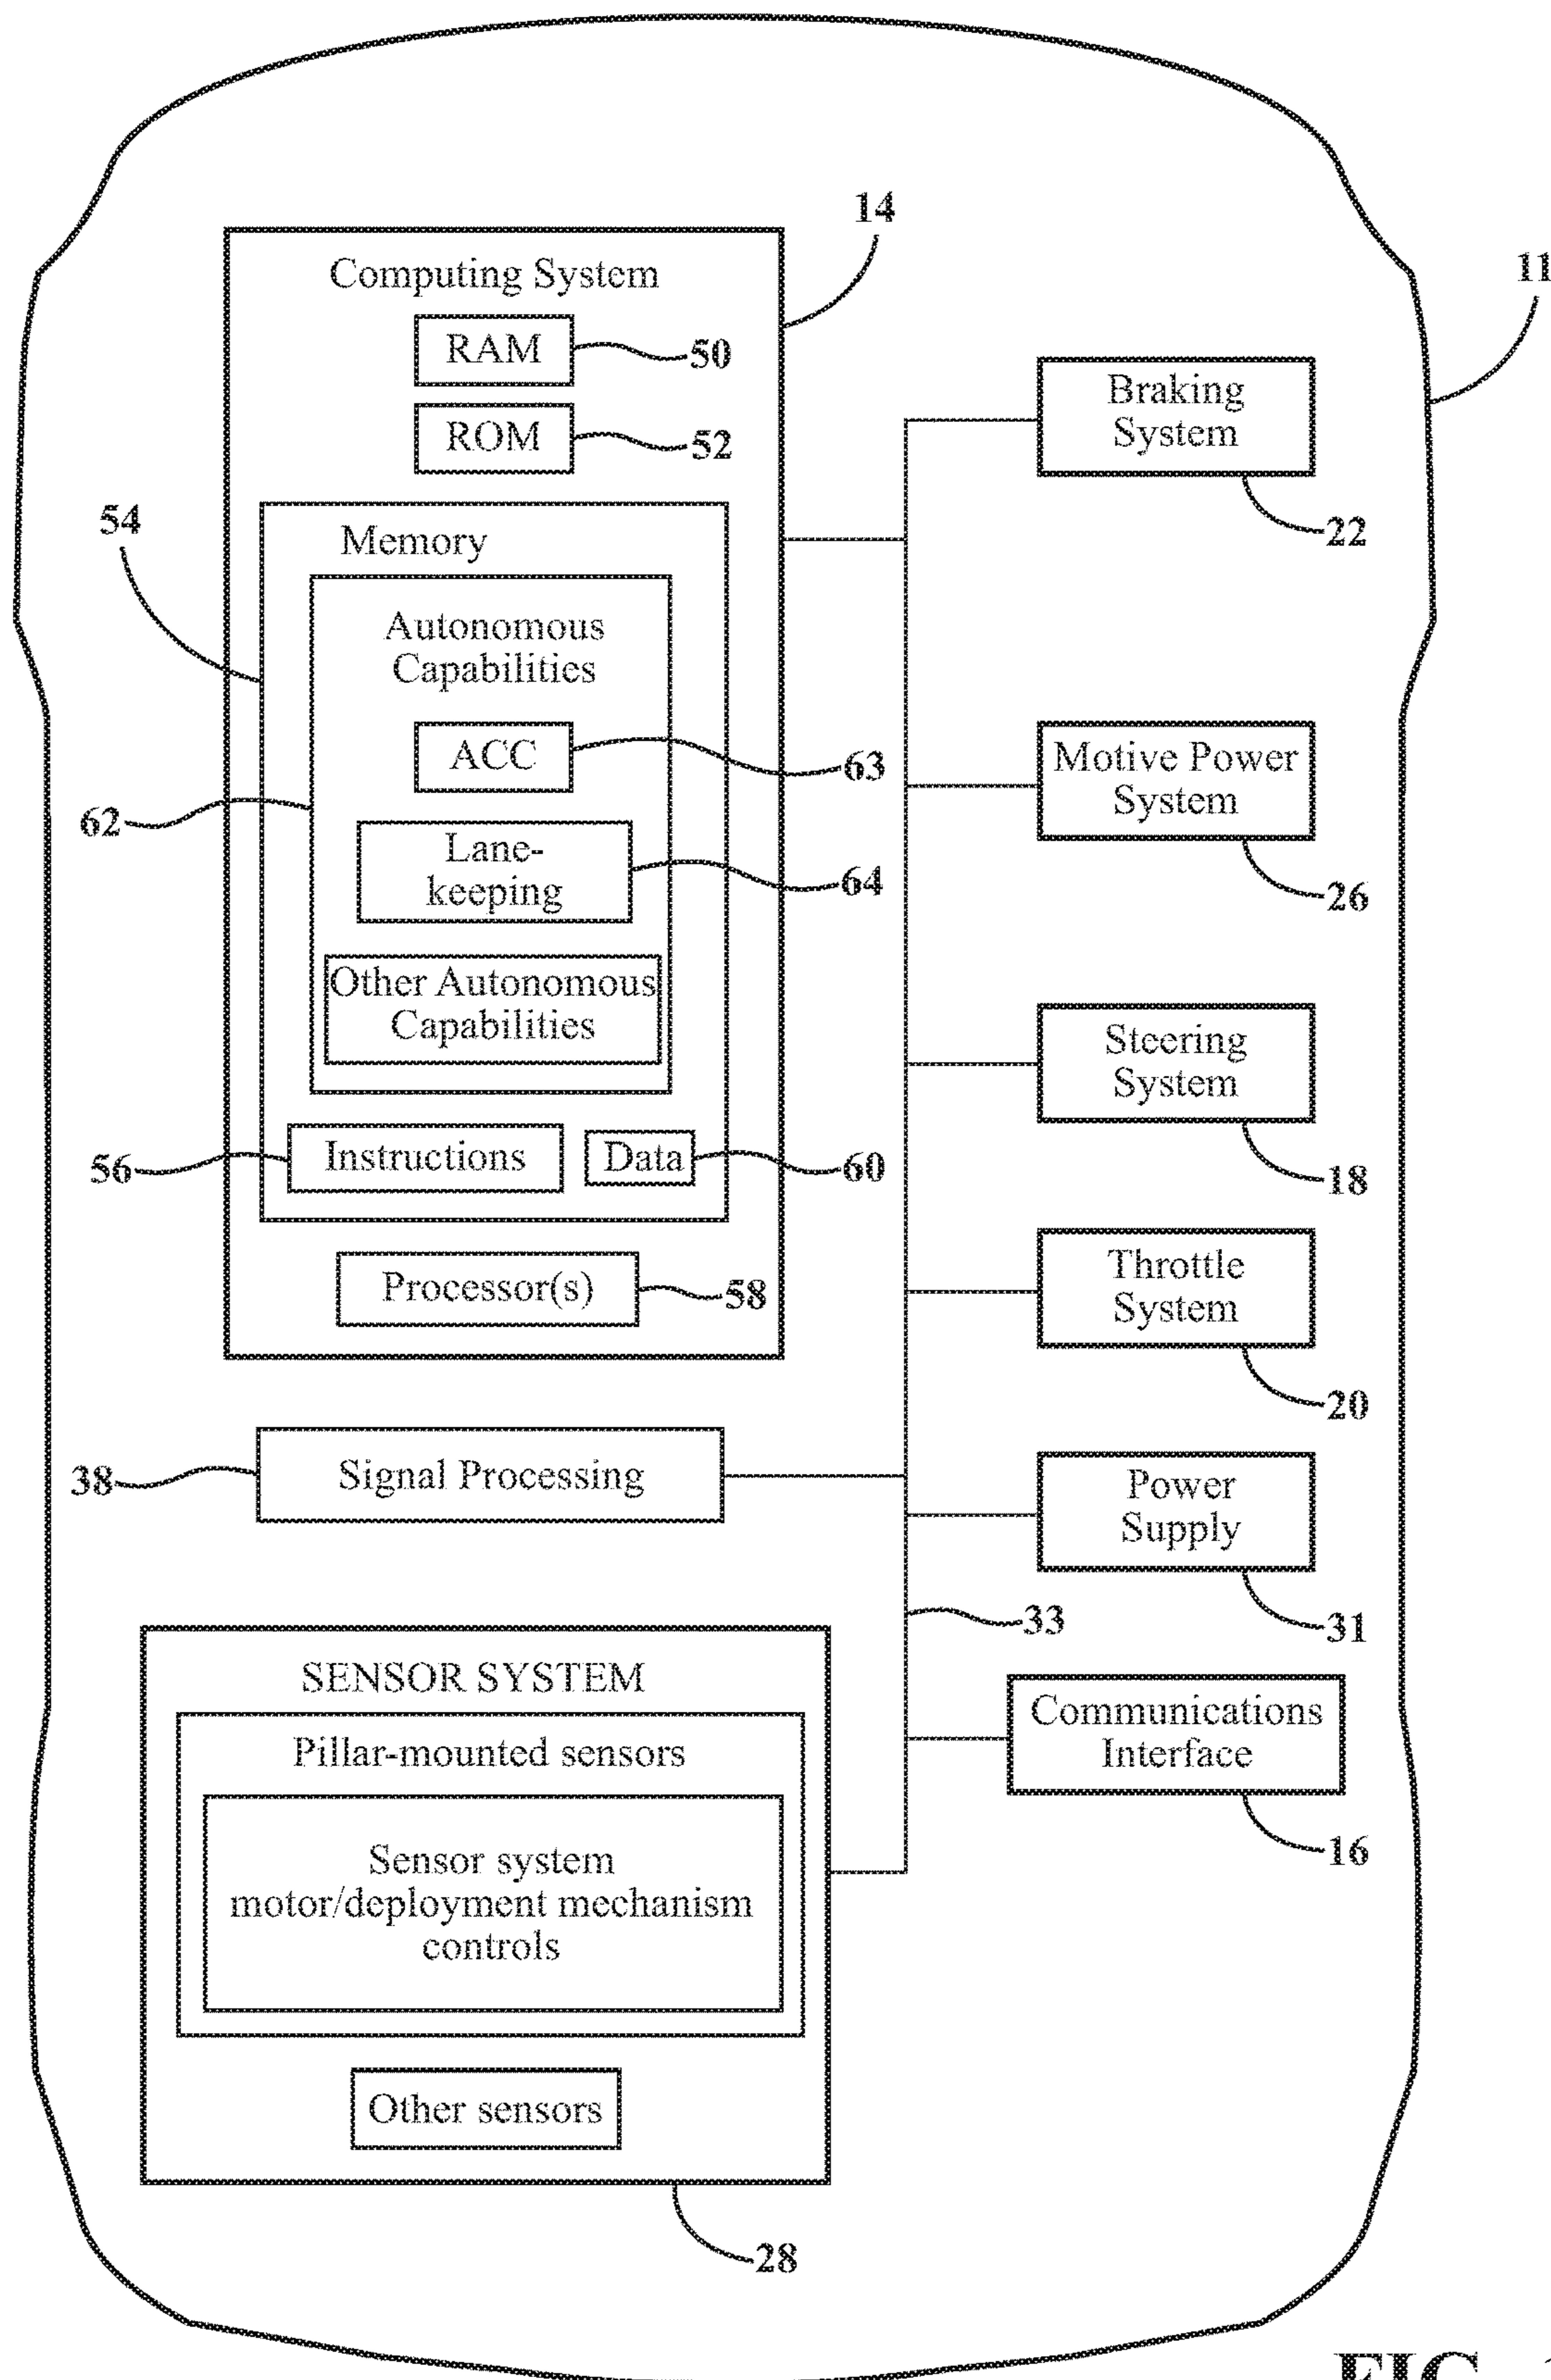 14
11
Computing System
RAM
50
ROM
52
54
Memory
Autonomous
Capabilities
ACC
63
62
Lane-
keeping
64
Other Autonomous
Capabilities
56
Instructions
Data
60
Processor(s)
58
38
Signal Processing
SENSOR SYSTEM
Pillar-mounted sensors
Sensor system
motor/deployment mechanism
controls
Other sensors
28
Braking
System
22
Motive Power
System
26
Steering
System
18
Throttle
System
20
Power
Supply
31
33
Communications
Interface
16
FIG